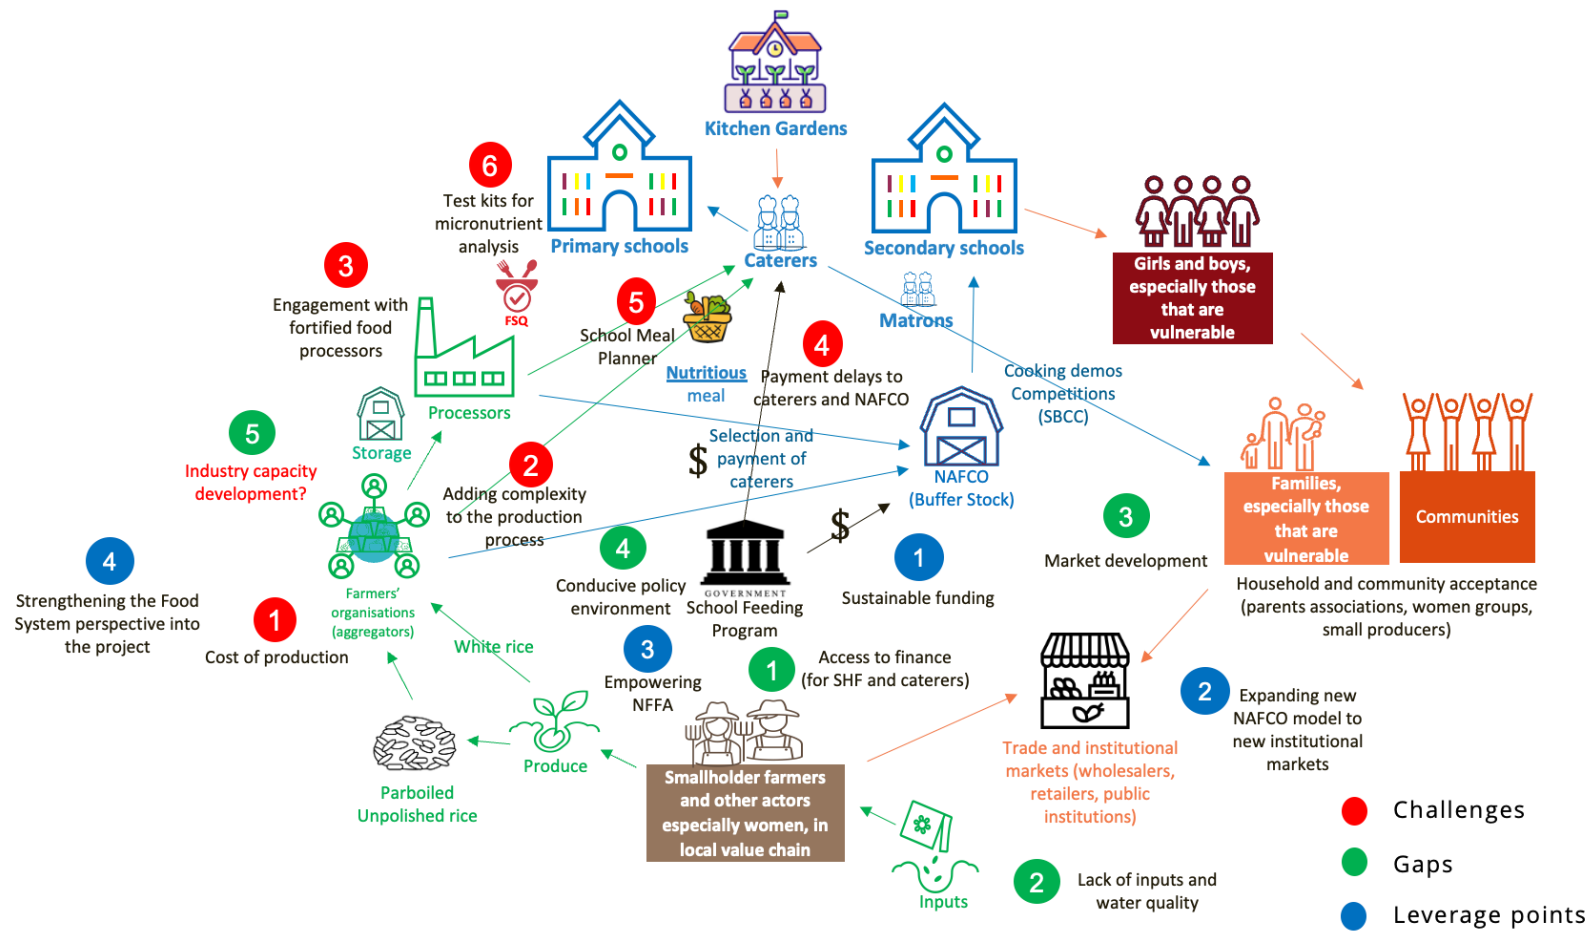 Kitchen Gardens
6
Test kits for
micronutrient
analysis
FSQ
Primary schools
Caterers
Secondary schools
Matrons
Girls and boys,
especially those
that are
vulnerable
3
Engagement with
fortified food
processors
Processors
5
School Meal
Planner
Nutritious
meal
4
Payment delays to
caterers and NAFCO
Cooking demos
Competitions
(SBCC)
5
Industry capacity
development?
Storage
2
Adding complexity
to the production
process
$
Selection and
payment of
caterers
NAFCO
(Buffer Stock)
$
Families,
especially those
that are
vulnerable
Communities
3
Market development
Household and community acceptance
(parents associations, women groups,
small producers)
4
Strengthening the Food
System perspective into
the project
1
Cost of production
Farmers'
organisations
(aggregators)
4
Conducive policy
environment
GOVERNMENT
School Feeding
Program
1
Sustainable funding
White rice
3
Empowering
NFFA
1
Access to finance
(for SHF and caterers)
2
Expanding new
NAFCO model to
new institutional
markets
Parboiled
Unpolished rice
Produce
Smallholder farmers
and other actors
especially women, in
local value chain
Trade and institutional
markets (wholesalers,
retailers, public
institutions)
Inputs
2
Lack of inputs and
water quality
Challenges
Gaps
Leverage points